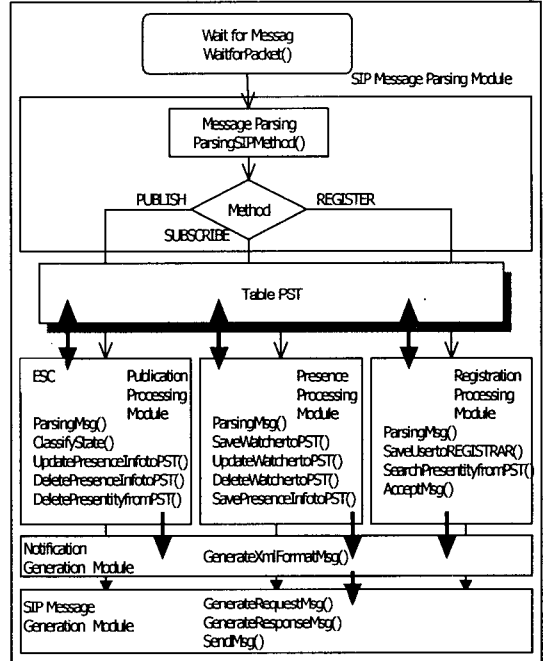 Wait for Messag
WaitforPacket()
SIP Message Parsing Module
Message Parsing
ParsingSIPMethod()
PUBLISH
REGISTER
Method
SUBSCRIBE
Table PST
ESC
Publication
Processing
Module
ParsingMsg()
ClassifyState()
UpdatePresenceInfotoPST()
DeletePresenceInfotoPST()
DeletePresentityfromPST()
Presence
Processing
Module
ParsingMsg()
SaveWatchertoPST()
UpdateWatchertoPST()
DeleteWatchertoPST()
SavePresenceInfotoPST()
Registration
Processing
Module
ParsingMsg()
SaveUsertoREGISTRAR()
SearchPresentityfromPST()
AcceptMsg()
Notification
Generation Module
GenerateXmlFormatMsg()
SIP Message
Generation Module
GenerateRequestMsg()
GenerateResponseMsg()
SendMsg()